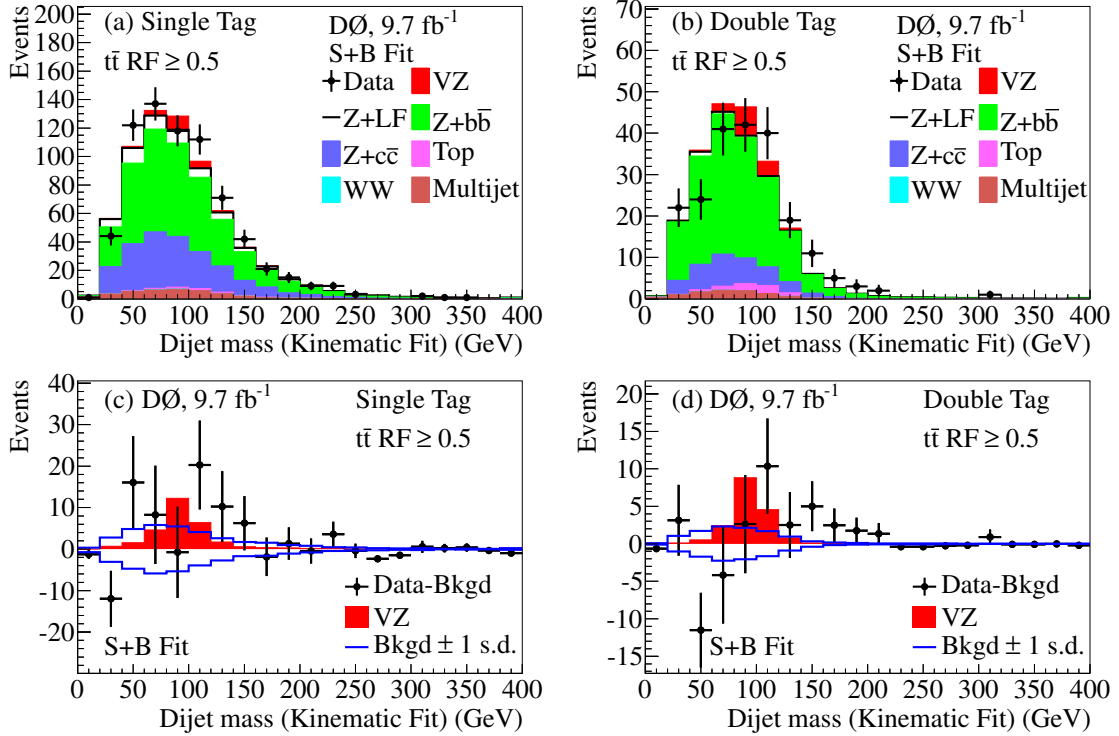 Events
200
180
160
140
120
100
80
60
40
20
0
(a) Single Tag
tt̄ RF ≥ 0.5
DØ, 9.7 fb⁻¹
S+B Fit
Data
VZ
Z+LF
Z+bb̄
Z+cc̄
Top
WW
Multijet
0 50 100 150 200 250 300 350 400
Dijet mass (Kinematic Fit) (GeV)
Events
70
60
50
40
30
20
10
0
(b) Double Tag
tt̄ RF ≥ 0.5
DØ, 9.7 fb⁻¹
S+B Fit
Data
VZ
Z+LF
Z+bb̄
Z+cc̄
Top
WW
Multijet
0 50 100 150 200 250 300 350 400
Dijet mass (Kinematic Fit) (GeV)
Events
40
30
20
10
0
-10
-20
(c) DØ, 9.7 fb⁻¹
Single Tag
tt̄ RF ≥ 0.5
Data-Bkgd
VZ
S+B Fit
Bkgd ± 1 s.d.
0 50 100 150 200 250 300 350 400
Dijet mass (Kinematic Fit) (GeV)
Events
20
15
10
5
0
-5
-10
-15
(d) DØ, 9.7 fb⁻¹
Double Tag
tt̄ RF ≥ 0.5
Data-Bkgd
VZ
S+B Fit
Bkgd ± 1 s.d.
0 50 100 150 200 250 300 350 400
Dijet mass (Kinematic Fit) (GeV)